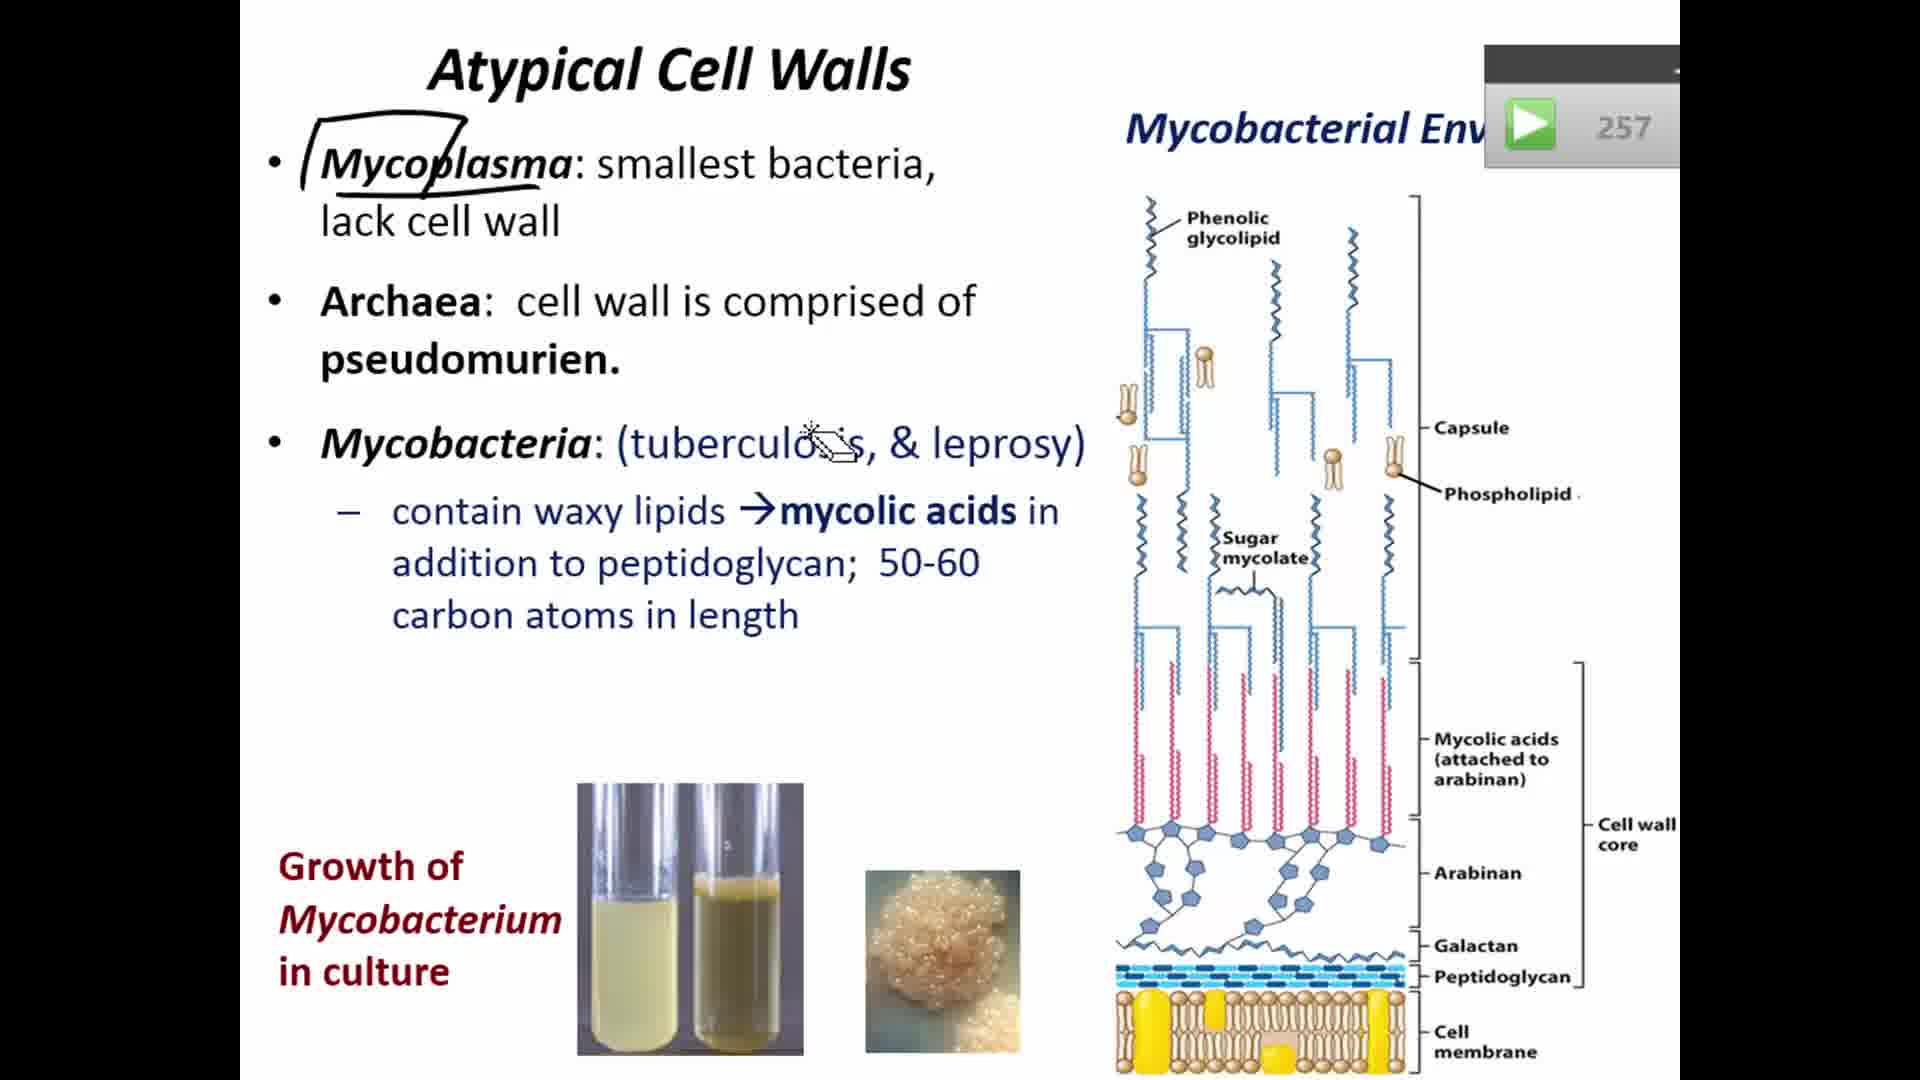 Atypical Cell Walls
• Mycoplasma: smallest bacteria,
lack cell wall
• Archaea: cell wall is comprised of
pseudomurien.
• Mycobacteria: (tuberculosis, & leprosy)
– contain waxy lipids →mycolic acids in
addition to peptidoglycan; 50-60
carbon atoms in length
Growth of
Mycobacterium
in culture
Mycobacterial Env
257
Phenolic
glycolipid
Capsule
Phospholipid
Sugar
mycolate
Mycolic acids
(attached to
arabinan)
Cell wall
core
Arabinan
Galactan
Peptidoglycan
Cell
membrane